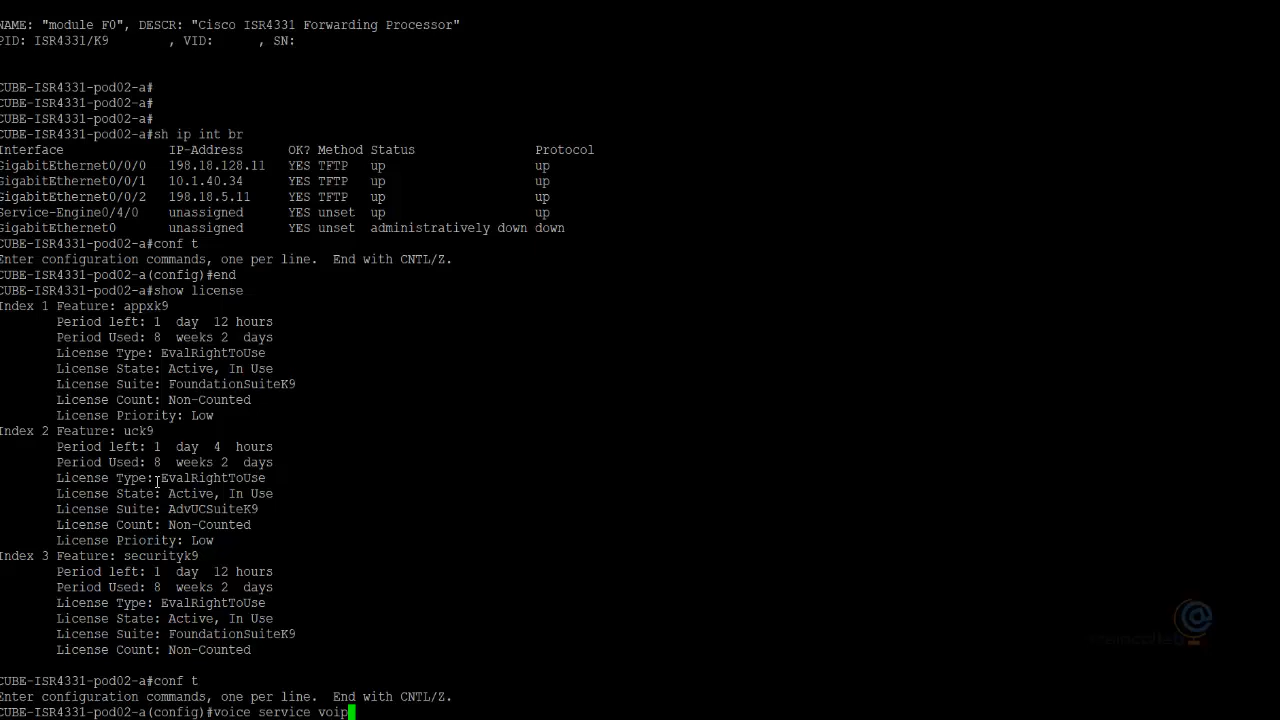 NAME: "module F0", DESCR: "Cisco ISR4331 Forwarding Processor"
PID: ISR4331/K9        , VID:      , SN:
CUBE-ISR4331-pod02-a#
CUBE-ISR4331-pod02-a#
CUBE-ISR4331-pod02-a#
CUBE-ISR4331-pod02-a#sh ip int br
Interface              IP-Address      OK? Method Status                Protocol
GigabitEthernet0/0/0   198.18.128.11   YES TFTP   up                    up
GigabitEthernet0/0/1   10.1.40.34      YES TFTP   up                    up
GigabitEthernet0/0/2   198.18.5.11     YES TFTP   up                    up
Service-Engine0/4/0    unassigned      YES unset  up                    up
GigabitEthernet0       unassigned      YES unset  administratively down down
CUBE-ISR4331-pod02-a#conf t
Enter configuration commands, one per line.  End with CNTL/Z.
CUBE-ISR4331-pod02-a(config)#end
CUBE-ISR4331-pod02-a#show license
Index 1 Feature: appxk9
Period left: 1  day  12 hours
Period Used: 8  weeks 2  days
License Type: EvalRightToUse
License State: Active, In Use
License Suite: FoundationSuiteK9
License Count: Non-Counted
License Priority: Low
Index 2 Feature: uck9
Period left: 1  day  4  hours
Period Used: 8  weeks 2  days
License Type: EvalRightToUse
License State: Active, In Use
License Suite: AdvUCSuiteK9
License Count: Non-Counted
License Priority: Low
Index 3 Feature: securityk9
Period left: 1  day  12 hours
Period Used: 8  weeks 2  days
License Type: EvalRightToUse
License State: Active, In Use
License Suite: FoundationSuiteK9
License Count: Non-Counted
CUBE-ISR4331-pod02-a#conf t
Enter configuration commands, one per line.  End with CNTL/Z.
CUBE-ISR4331-pod02-a(config)#voice service voip